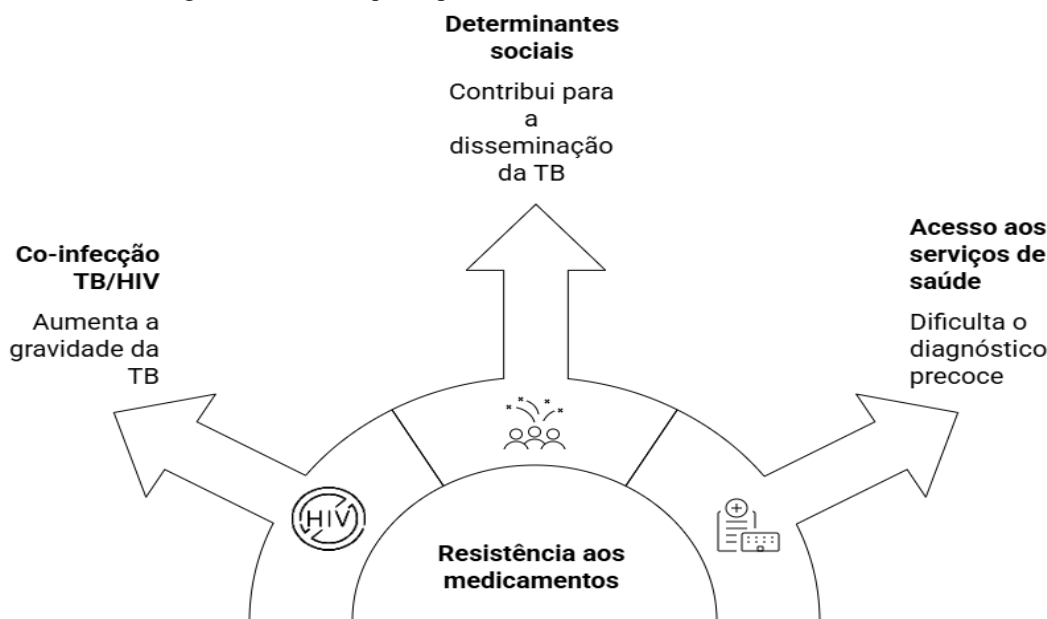 Determinantes
sociais
Contribui para
a
disseminação
da TB
Co-infecção
TB/HIV
Aumenta a
gravidade da
TB
Acesso aos
serviços de
saúde
Dificulta o
diagnóstico
precoce
HIV
Resistência aos
medicamentos